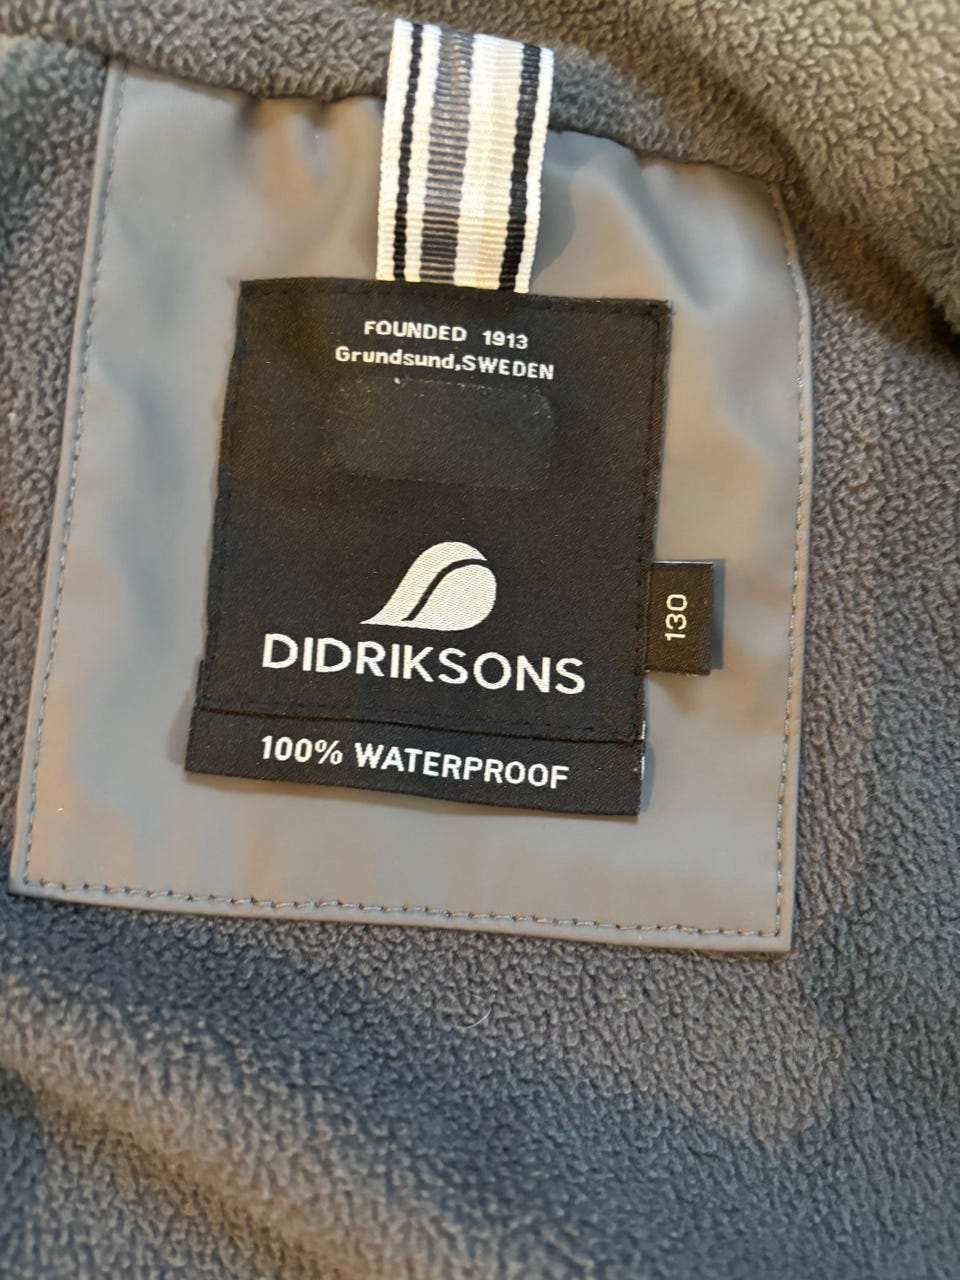 FOUNDED 1913
Grundsund,SWEDEN
DIDRIKSONS
130
100% WATERPROOF